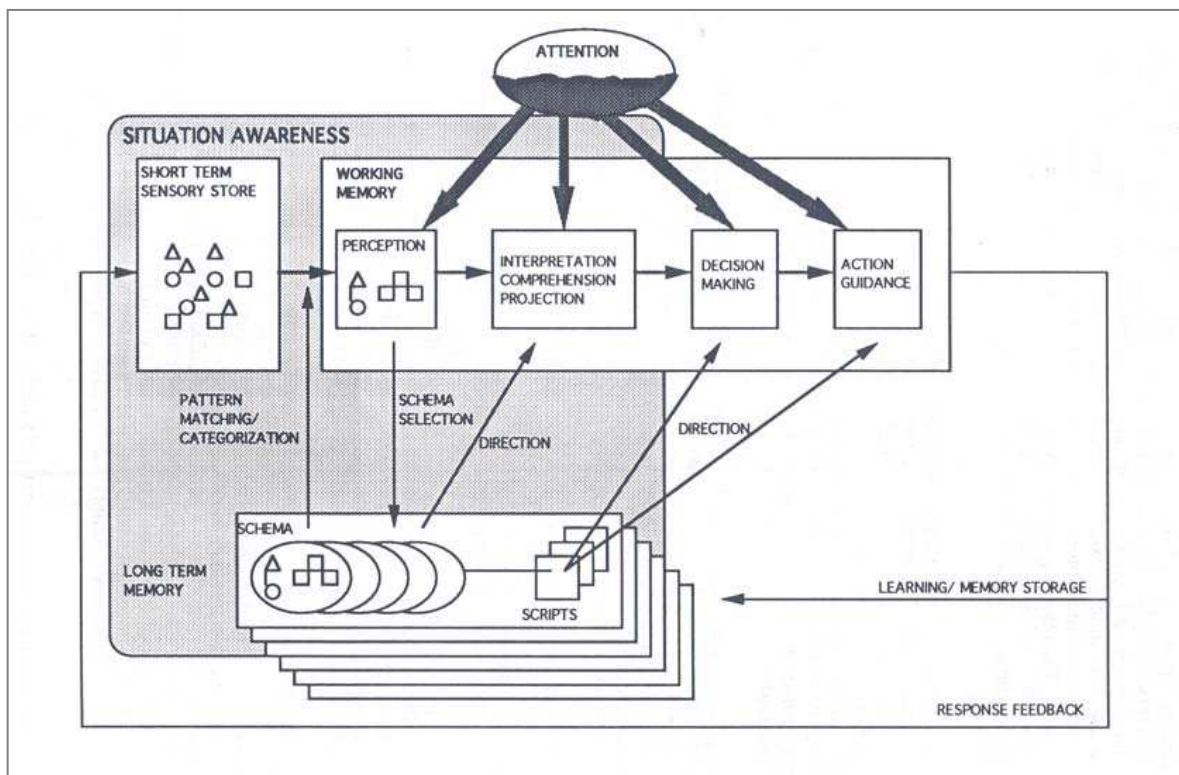 ATTENTION
SITUATION AWARENESS
SHORT TERM
SENSORY STORE
WORKING
MEMORY
PERCEPTION
INTERPRETATION
COMPREHENSION
PROJECTION
DECISION
MAKING
ACTION
GUIDANCE
PATTERN
MATCHING/
CATEGORIZATION
SCHEMA
SELECTION
DIRECTION
DIRECTION
SCHEMA
LONG TERM
MEMORY
SCRIPTS
LEARNING/ MEMORY STORAGE
RESPONSE FEEDBACK